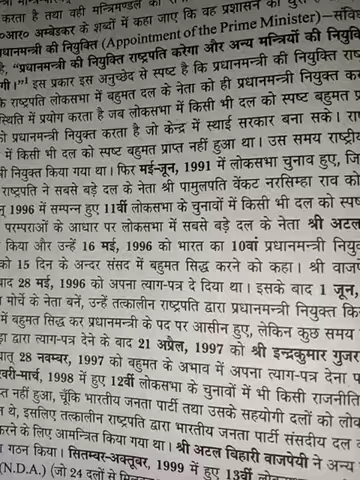 करता है तथा वही मन्त्रिमण्डल का
०आर० अम्बेडकर के शब्दों में कहा जाए कि वह प्रशासन की धुरी
धानमन्त्री की नियुक्ति (Appointment of the Prime Minister)—संवि
है, "प्रधानमन्त्री की नियुक्ति राष्ट्रपति करेगा और अन्य मन्त्रियों की नियुक्ति
गी।"¹ इस प्रकार इस अनुच्छेद से स्पष्ट है कि प्रधानमन्त्री की नियुक्ति
के राष्ट्रपति लोकसभा में बहुमत दल के नेता को ही प्रधानमन्त्री नियुक्त कर
स्थिति में प्रयोग करता है जब लोकसभा में किसी भी दल को स्पष्ट बहुमत प्र
ो प्रधानमन्त्री नियुक्त करता है जो केन्द्र में स्थाई सरकार बना सके। रा
में किसी भी दल को स्पष्ट बहुमत प्राप्त नहीं हुआ था। उस समय राष्ट्री
ी नियुक्त किया गया था। फिर मई-जून, 1991 में लोकसभा चुनाव हुए, जि
राष्ट्रपति ने सबसे बड़े दल के नेता श्री पामुलपति वेंकट नरसिम्हा राव को
न् 1996 में सम्पन्न हुए 11वीं लोकसभा के चुनावों में किसी भी दल को स्प
परम्पराओं के आधार पर लोकसभा में सबसे बड़े दल के नेता श्री अटल
किया और उन्हें 16 मई, 1996 को भारत का 10वां प्रधानमन्त्री नियुक्
को 15 दिन के अन्दर संसद में बहुमत सिद्ध करने को कहा। श्री वाज
बाद 28 मई, 1996 को अपना त्याग-पत्र दे दिया था। इसके बाद 1 जून,
मोर्चे के नेता बनें, उन्हें तत्कालीन राष्ट्रपति द्वारा प्रधानमन्त्री नियुक्त कि
में बहुमत सिद्ध कर प्रधानमन्त्री के पद पर आसीन हुए, लेकिन कुछ समय
ड़ा द्वारा त्याग-पत्र देने के बाद 21 अप्रैल, 1997 को श्री इन्द्रकुमार गुजर
ात् 28 नवम्बर, 1997 को बहुमत के अभाव में अपना त्याग-पत्र देना प
वरी-मार्च, 1998 में हुए 12वीं लोकसभा के चुनावों में भी किसी राजनीति
प्त नहीं हुआ, चूंकि भारतीय जनता पार्टी तथा उसके सहयोगी दलों को लोक
त थे, इसलिए तत्कालीन राष्ट्रपति द्वारा भारतीय जनता पार्टी संसदीय दल क
करने के लिए आमन्त्रित किया गया था। श्री अटल बिहारी वाजपेयी ने अन्य
गठन किया। सितम्बर-अक्तूबर, 1999 में हुए 13वीं
(N.D.A.) (जो 24 दलों से